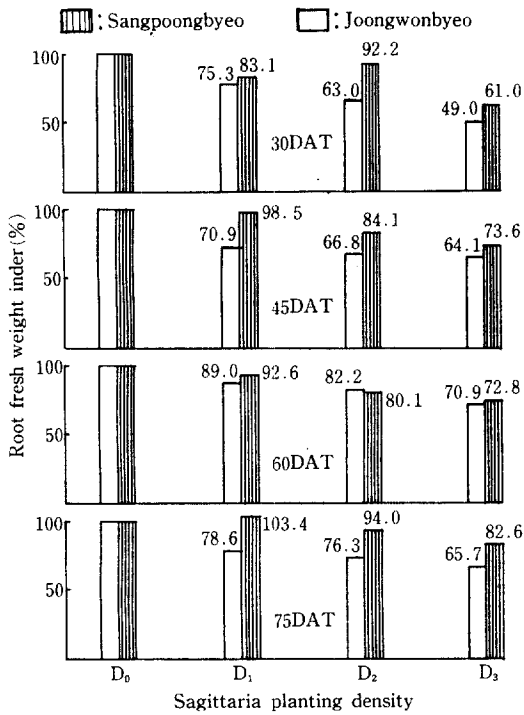 : Sangpoongbyeo : Joongwonbyeo
Root fresh weight inder(%)
100
50
75.3 83.1
63.0 92.2
49.0 61.0
30DAT
100
50
70.9 98.5
66.8 84.1
64.1 73.6
45DAT
100
50
89.0 92.6
82.2 80.1
70.9 72.8
60DAT
100
50
78.6 103.4
76.3 94.0
65.7 82.6
75DAT
D₀ D₁ D₂ D₃
Sagittaria planting density